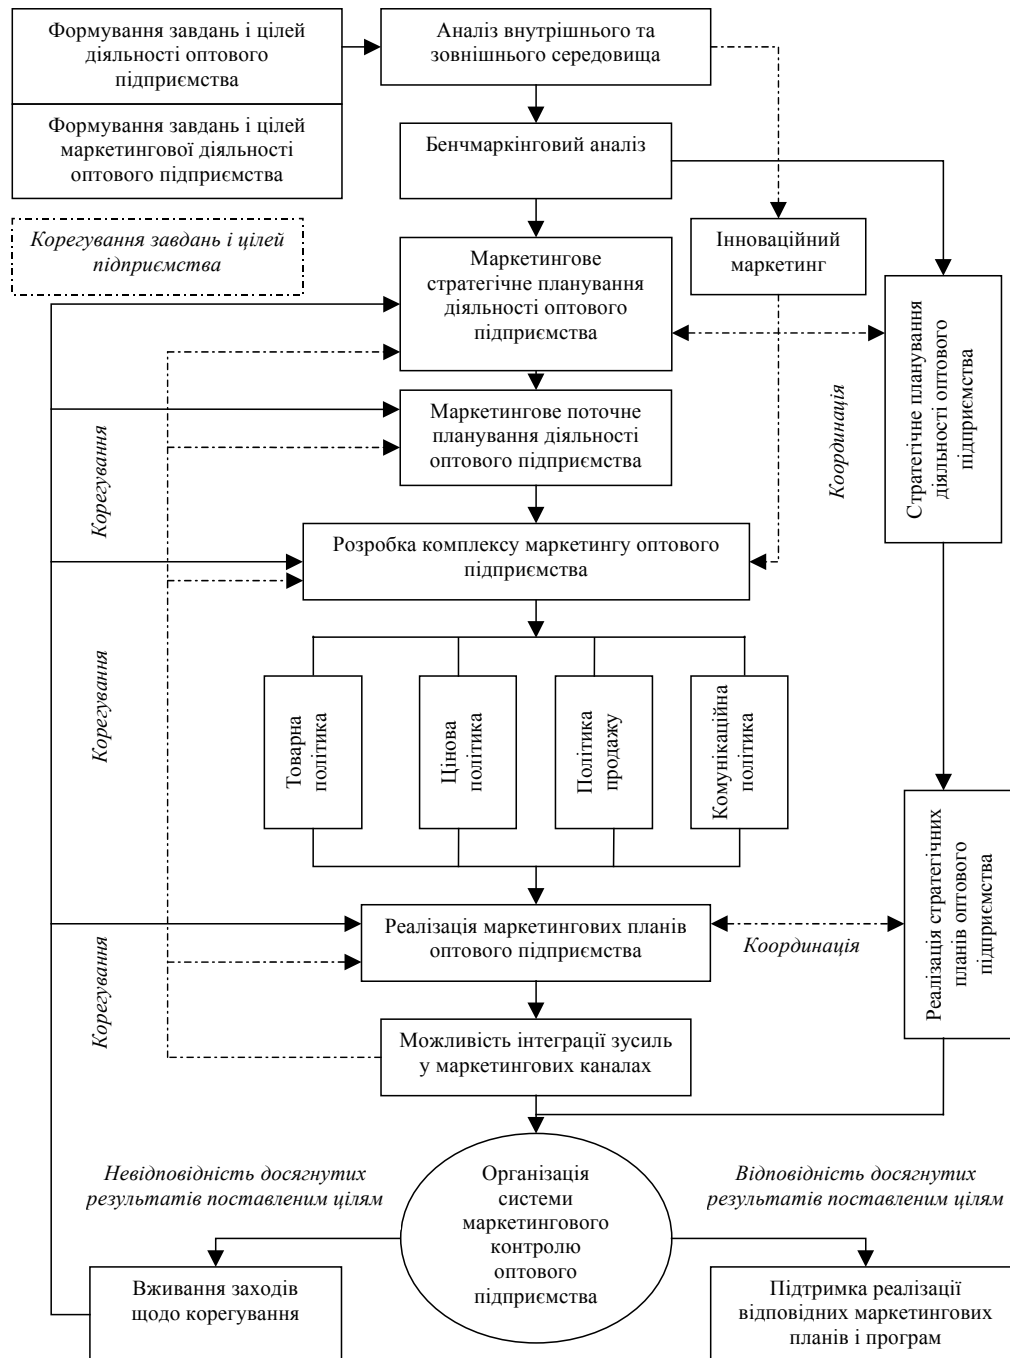 Формування завдань і цілей
діяльності оптового
підприємства
Аналіз внутрішнього та
зовнішнього середовища
Формування завдань і цілей
маркетингової діяльності
оптового підприємства
Бенчмаркінговий аналіз
Корегування завдань і цілей
підприємства
Маркетингове
стратегічне планування
діяльності оптового
підприємства
Інноваційний
маркетинг
Стратегічне планування
діяльності оптового
підприємства
Координація
Маркетингове поточне
планування діяльності
оптового підприємства
Корегування
Розробка комплексу маркетингу оптового
підприємства
Корегування
Товарна
політика
Цінова
політика
Політика
продажу
Комунікаційна
політика
Реалізація стратегічних
планів оптового
підприємства
Реалізація маркетингових планів
оптового підприємства
Координація
Корегування
Можливість інтеграції зусиль
у маркетингових каналах
Невідповідність досягнутих
результатів поставленим цілям
Організація
системи
маркетингового
контролю
оптового
підприємства
Відповідність досягнутих
результатів поставленим цілям
Вживання заходів
щодо корегування
Підтримка реалізації
відповідних маркетингових
планів і програм